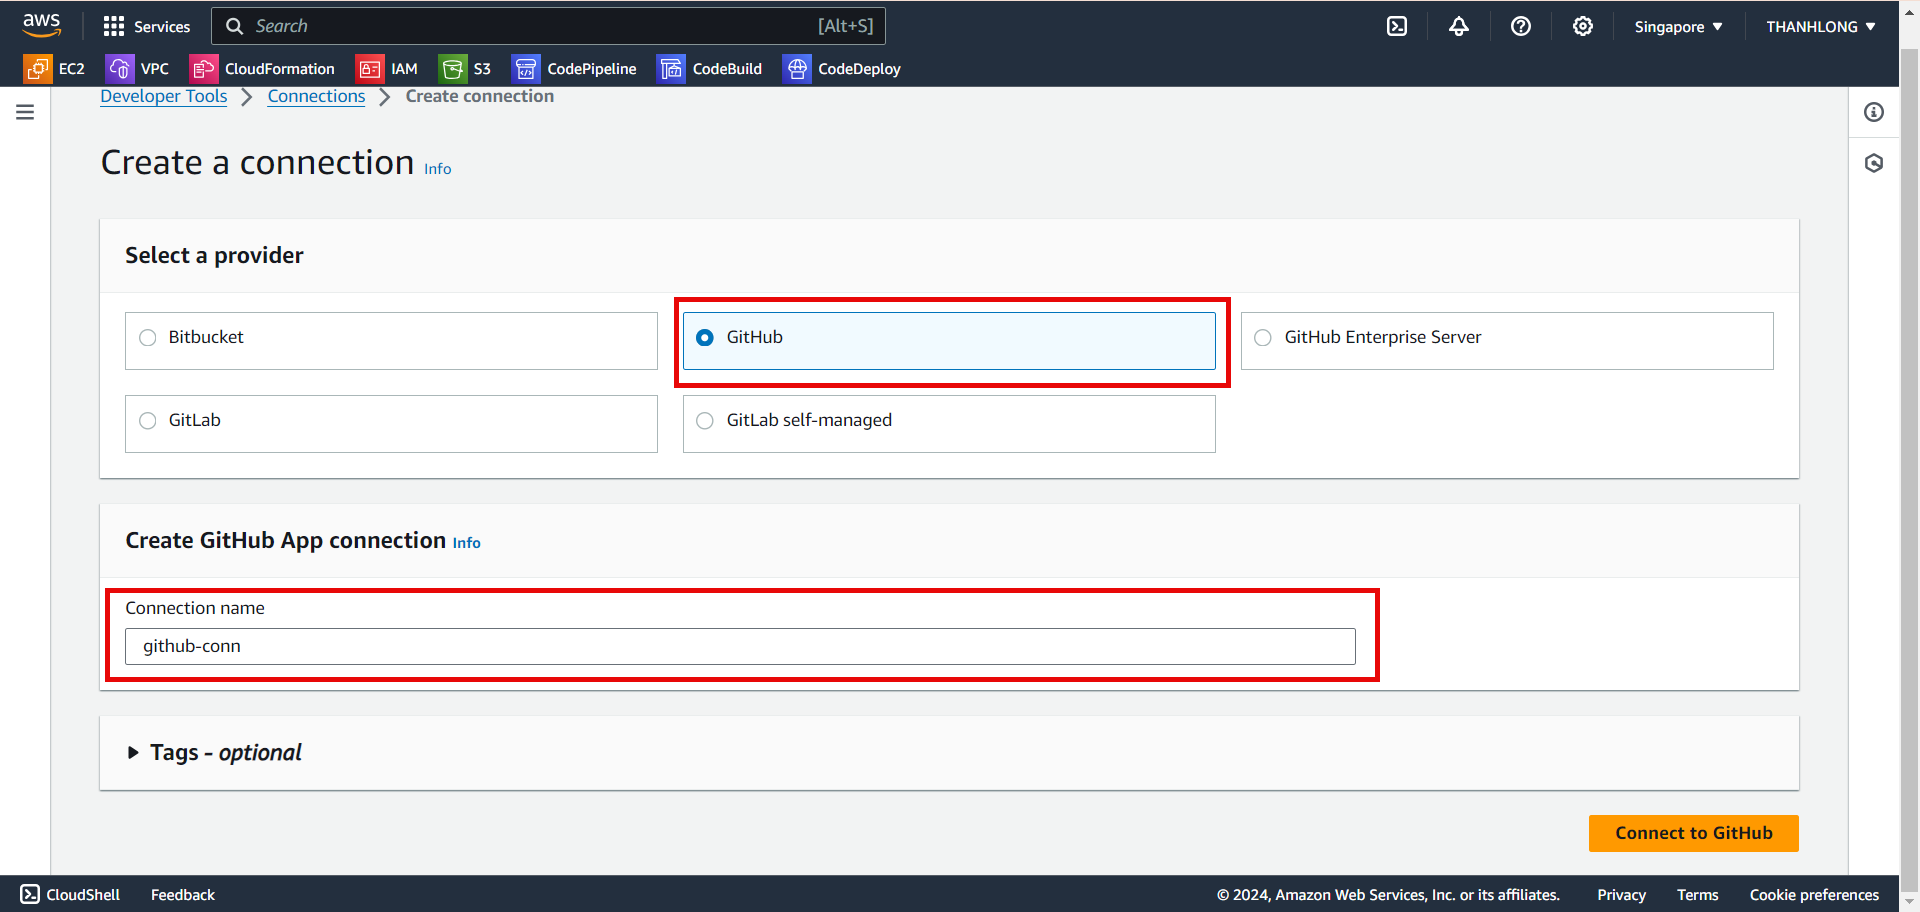 aws Services Search [Alt+S] Singapore THANHLONG
EC2 VPC CloudFormation IAM S3 CodePipeline CodeBuild CodeDeploy
Developer Tools Connections Create connection
Create a connection Info
Select a provider
Bitbucket GitHub GitHub Enterprise Server
GitLab GitLab self-managed
Create GitHub App connection Info
Connection name
github-conn
Tags - optional
Connect to GitHub
CloudShell Feedback © 2024, Amazon Web Services, Inc. or its affiliates. Privacy Terms Cookie preferences